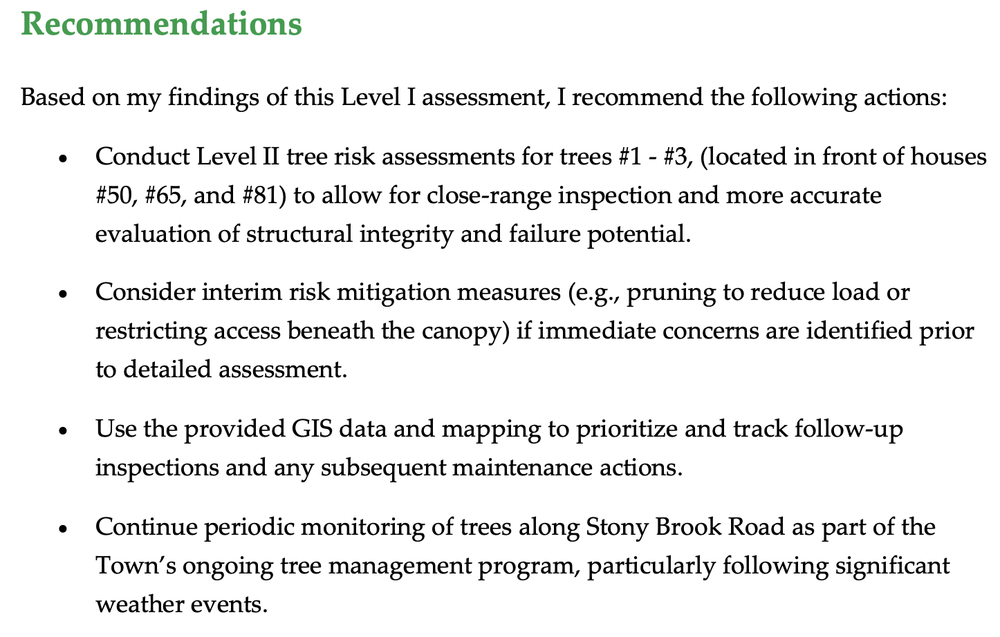 Recommendations
Based on my findings of this Level I assessment, I recommend the following actions:
• Conduct Level II tree risk assessments for trees #1 - #3, (located in front of houses
#50, #65, and #81) to allow for close-range inspection and more accurate
evaluation of structural integrity and failure potential.
• Consider interim risk mitigation measures (e.g., pruning to reduce load or
restricting access beneath the canopy) if immediate concerns are identified prior
to detailed assessment.
• Use the provided GIS data and mapping to prioritize and track follow-up
inspections and any subsequent maintenance actions.
• Continue periodic monitoring of trees along Stony Brook Road as part of the
Town’s ongoing tree management program, particularly following significant
weather events.